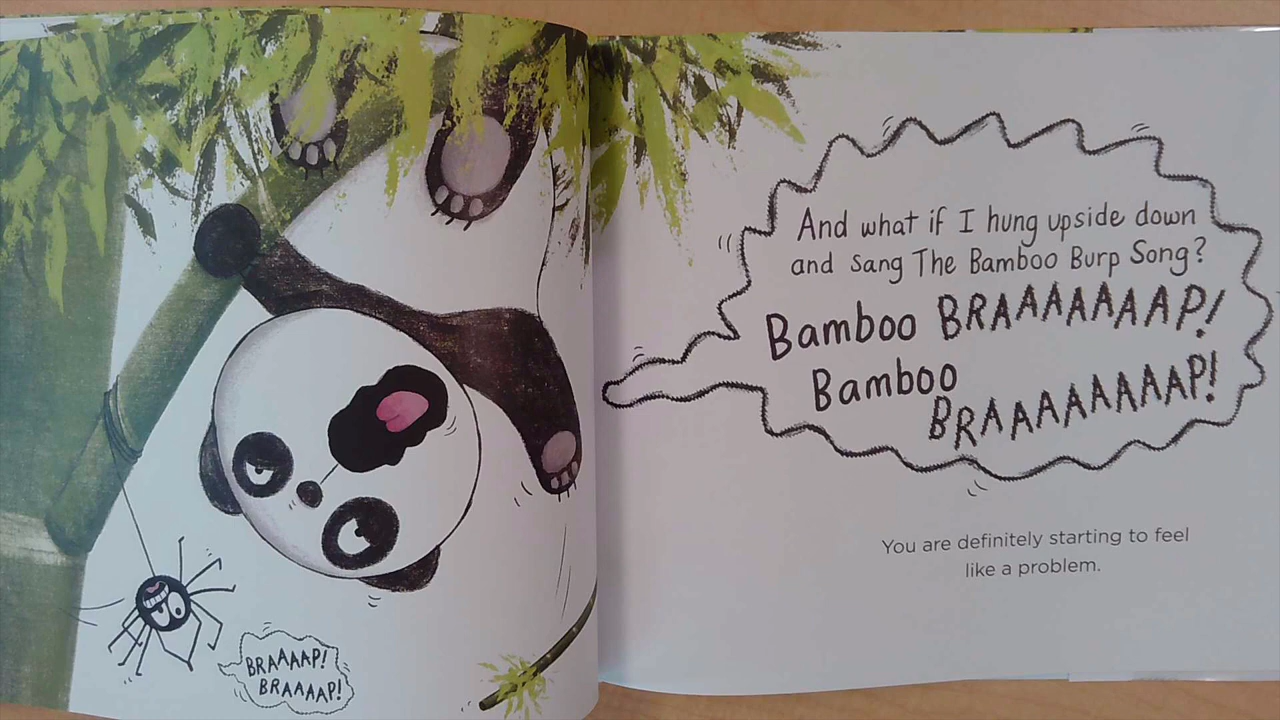 BRAAAAP!
BRAAAAP!
And what if I hung upside down
and sang The Bamboo Burp Song?
Bamboo BRAAAAAAAP!
Bamboo
BRAAAAAAAAAP!
You are definitely starting to feel
like a problem.